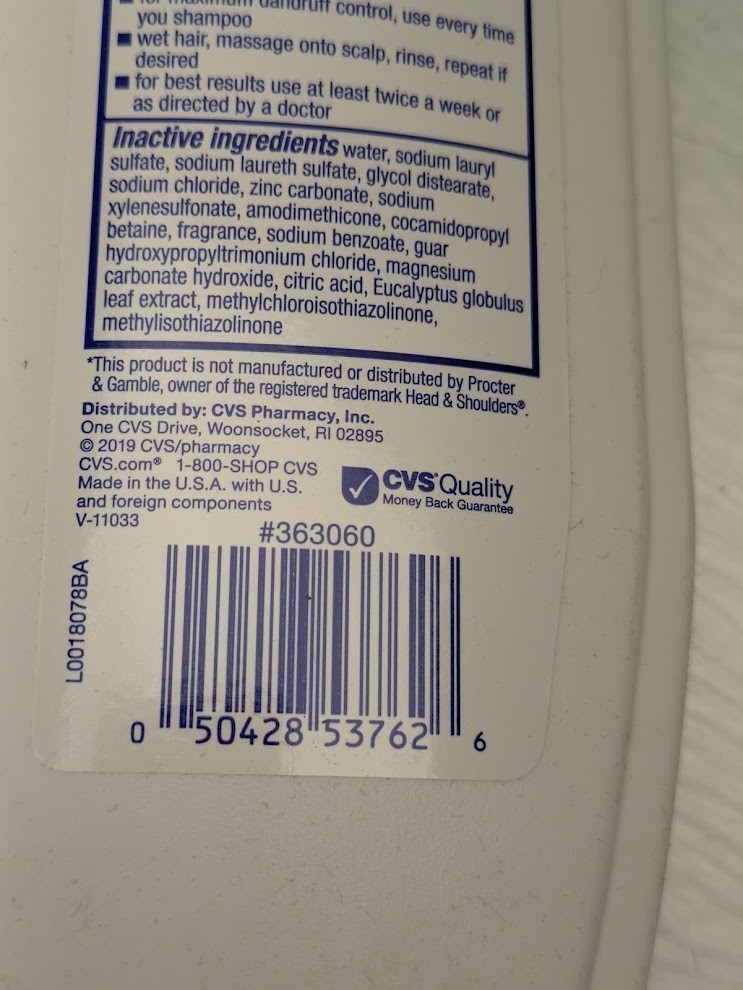 dandruff control, use every time
you shampoo
■ wet hair, massage onto scalp, rinse, repeat if
desired
■ for best results use at least twice a week or
as directed by a doctor
Inactive ingredients water, sodium lauryl
sulfate, sodium laureth sulfate, glycol distearate,
sodium chloride, zinc carbonate, sodium
xylenesulfonate, amodimethicone, cocamidopropyl
betaine, fragrance, sodium benzoate, guar
hydroxypropyltrimonium chloride, magnesium
carbonate hydroxide, citric acid, Eucalyptus globulus
leaf extract, methylchloroisothiazolinone,
methylisothiazolinone
*This product is not manufactured or distributed by Procter
& Gamble, owner of the registered trademark Head & Shoulders®.
Distributed by: CVS Pharmacy, Inc.
One CVS Drive, Woonsocket, RI 02895
© 2019 CVS/pharmacy
CVS.com® 1-800-SHOP CVS
Made in the U.S.A. with U.S.
and foreign components
V-11033
CVS® Quality
Money Back Guarantee
#363060
L0018078BA
0 50428 53762 6